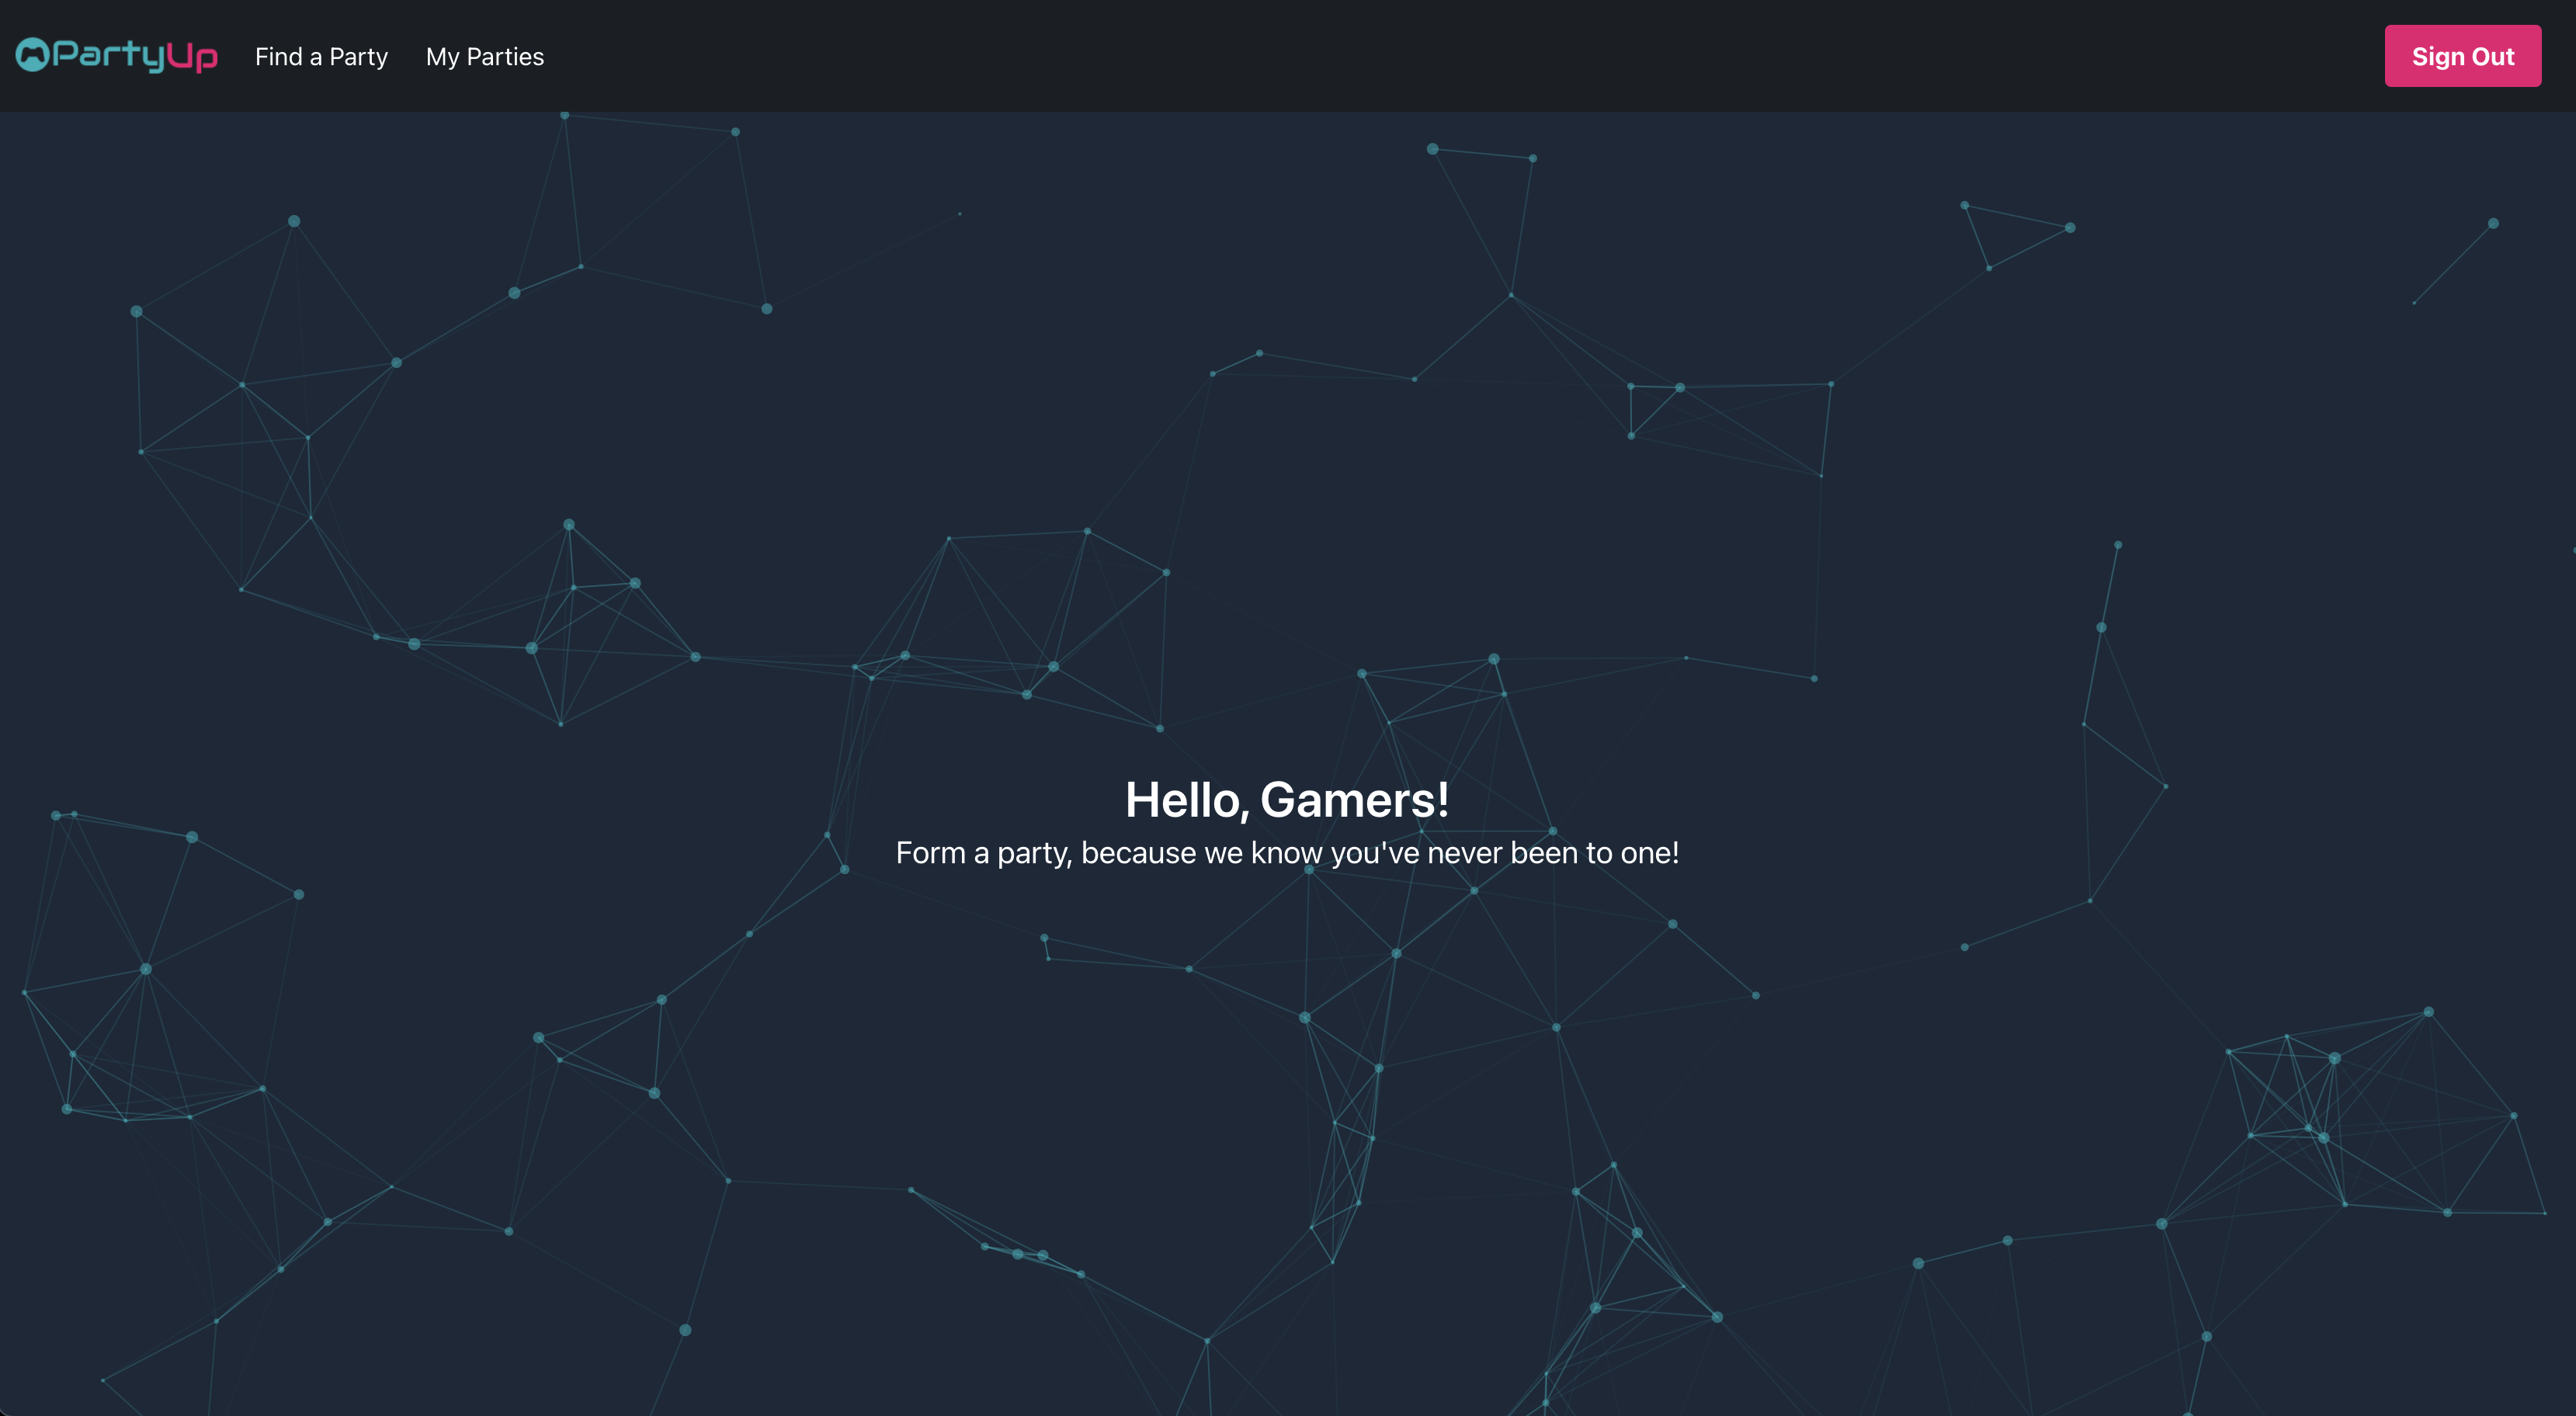 PartyUp
Find a Party
My Parties
Sign Out
Hello, Gamers!
Form a party, because we know you've never been to one!